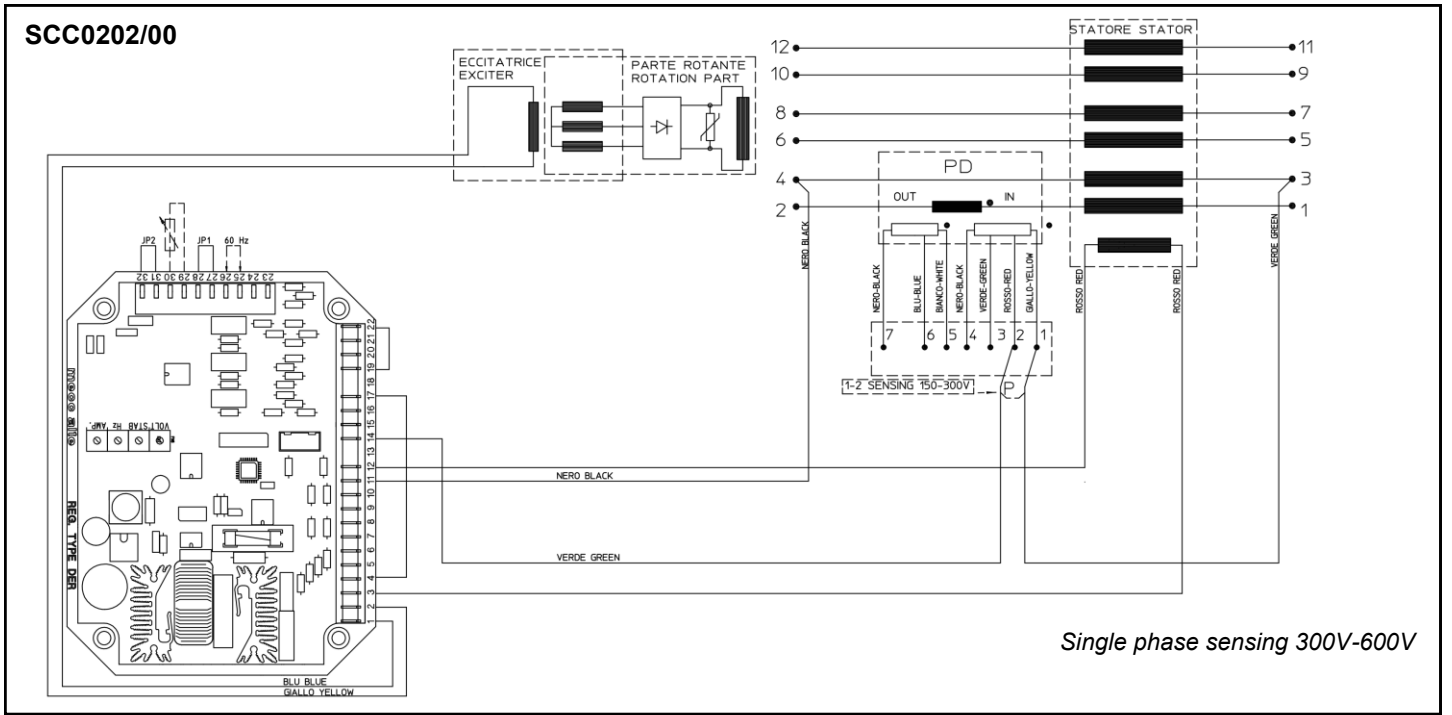 SCC0202/00
STATORE STATOR
12
11
ECCITATRICE
EXCITER
PARTE ROTANTE
ROTATION PART
10
9
8
7
6
5
PD
4
3
OUT
IN
2
1
NERO BLACK
VERDE GREEN
JP2
JP1
60 Hz
32 31 30 29 28 27 26 25 24 23
NERO-BLACK
BLU-BLUE
BIANCO-WHITE
NERO-BLACK
VERDE-GREEN
ROSSO-RED
GIALLO-YELLOW
ROSSO RED
ROSSO RED
7 6 5 4 3 2 1
1-2 SENSING 150-300V
P
22
21
20
19
18
17
16
15
14
13
12
11
10
9
8
7
6
5
4
3
2
1
mecc alte
VOLT STAB Hz AMP.
REG. TYPE DER
NERO BLACK
VERDE GREEN
Single phase sensing 300V-600V
BLU BLUE
GIALLO YELLOW